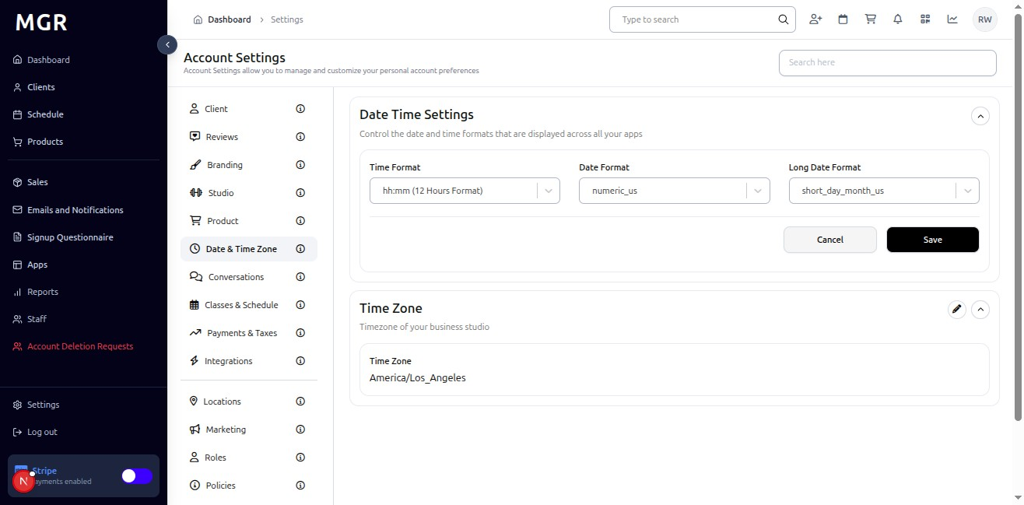 MGR
Dashboard
Clients
Schedule
Products
Sales
Emails and Notifications
Signup Questionnaire
Apps
Reports
Staff
Account Deletion Requests
Settings
Log out
Stripe
ayments enabled
N
Dashboard > Settings
Type to search
RW
Account Settings
Account Settings allow you to manage and customize your personal account preferences
Search here
Client
Reviews
Branding
Studio
Product
Date & Time Zone
Conversations
Classes & Schedule
Payments & Taxes
Integrations
Locations
Marketing
Roles
Policies
Date Time Settings
Control the date and time formats that are displayed across all your apps
Time Format Date Format Long Date Format
hh:mm (12 Hours Format) numeric_us short_day_month_us
Cancel Save
Time Zone
Timezone of your business studio
Time Zone
America/Los_Angeles